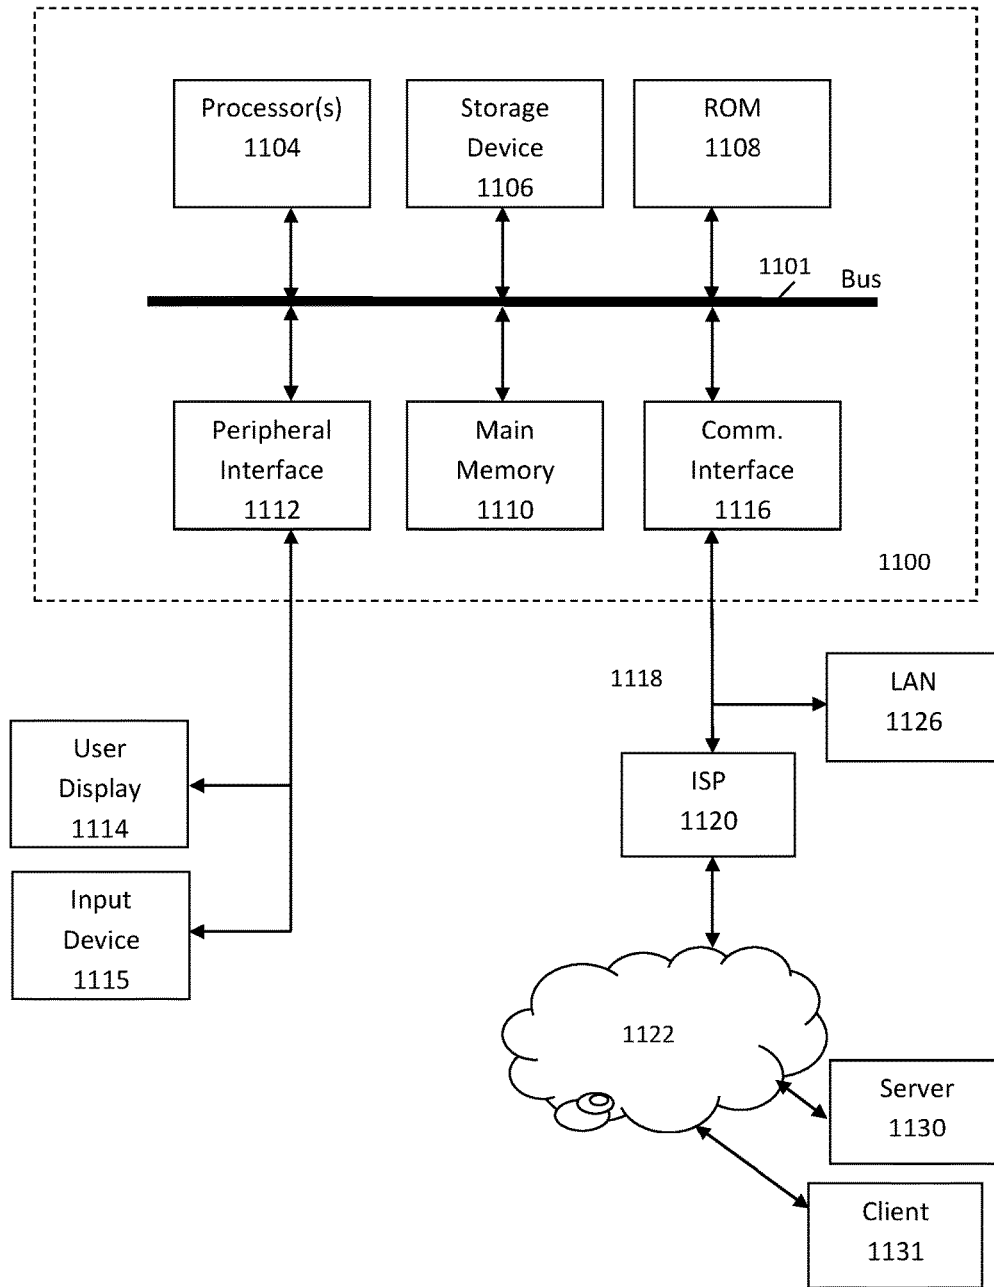 Processor(s)
1104
Storage
Device
1106
ROM
1108
1101
Bus
Peripheral
Interface
1112
Main
Memory
1110
Comm.
Interface
1116
1100
1118
LAN
1126
User
Display
1114
ISP
1120
Input
Device
1115
1122
Server
1130
Client
1131